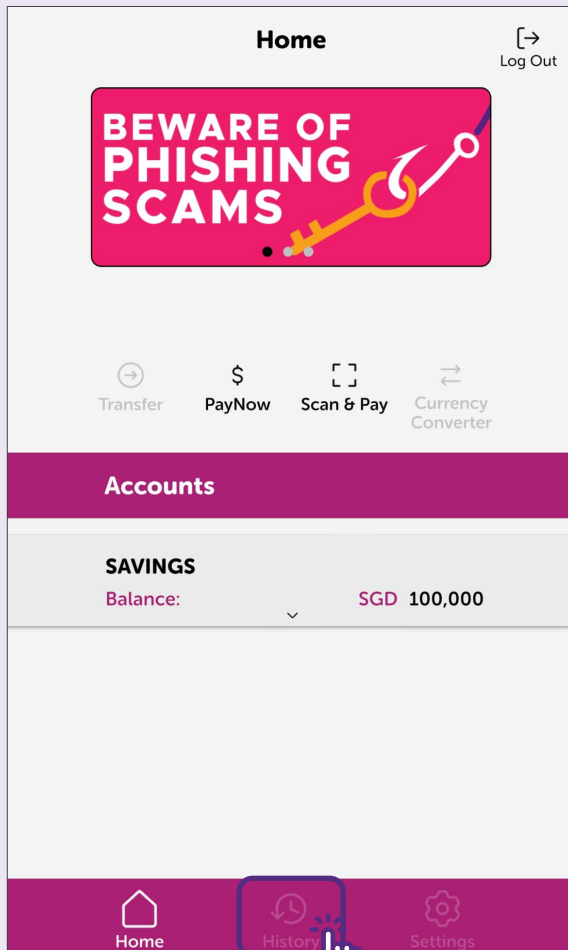 Home
Log Out
BEWARE OF
PHISHING
SCAMS
Transfer
$
PayNow
Scan & Pay
Currency
Converter
Accounts
SAVINGS
Balance: SGD 100,000
Home
History
Settings